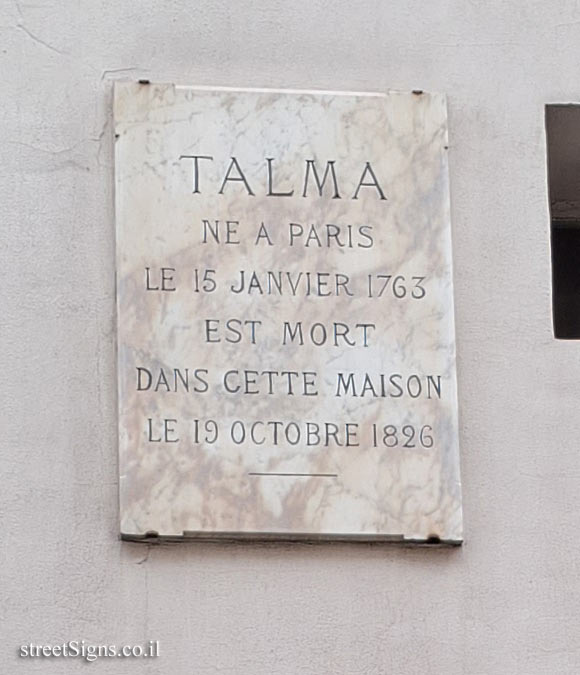 TALMA
NE A PARIS
LE 15 JANVIER 1763
EST MORT
DANS CETTE MAISON
LE 19 OCTOBRE 1826
streetSigns.co.il